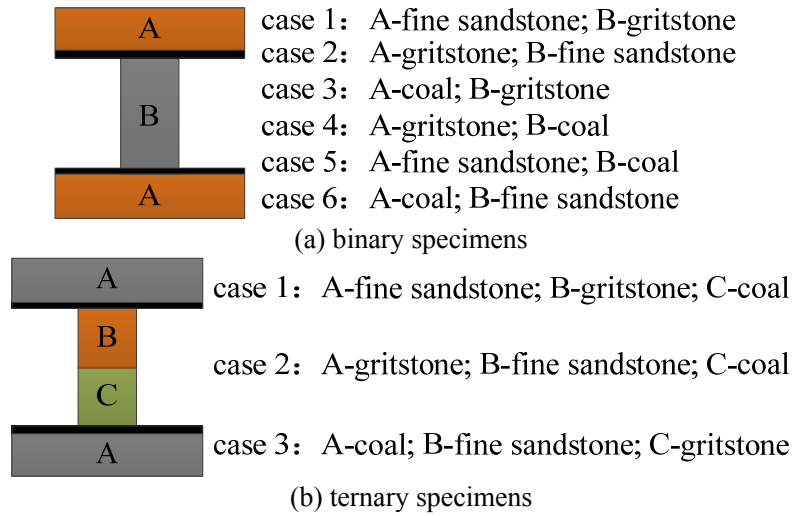 A
B
A
case 1： A-fine sandstone; B-gritstone
case 2： A-gritstone; B-fine sandstone
case 3： A-coal; B-gritstone
case 4： A-gritstone; B-coal
case 5： A-fine sandstone; B-coal
case 6： A-coal; B-fine sandstone
(a) binary specimens
A
B
C
A
case 1： A-fine sandstone; B-gritstone; C-coal
case 2： A-gritstone; B-fine sandstone; C-coal
case 3： A-coal; B-fine sandstone; C-gritstone
(b) ternary specimens